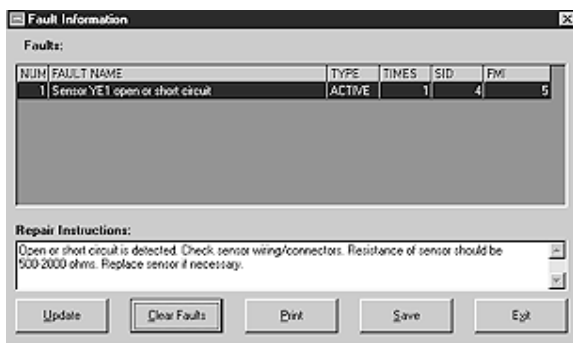 Fault Information
Faults:
NUM FAULT NAME TYPE TIMES SID FMI
1 Sensor YE1 open or short circuit ACTIVE 1 4 5
Repair Instructions:
Open or short circuit is detected. Check sensor wiring/connectors. Resistance of sensor should be
500-2000 ohms. Replace sensor if necessary.
Update Clear Faults Print Save Exit